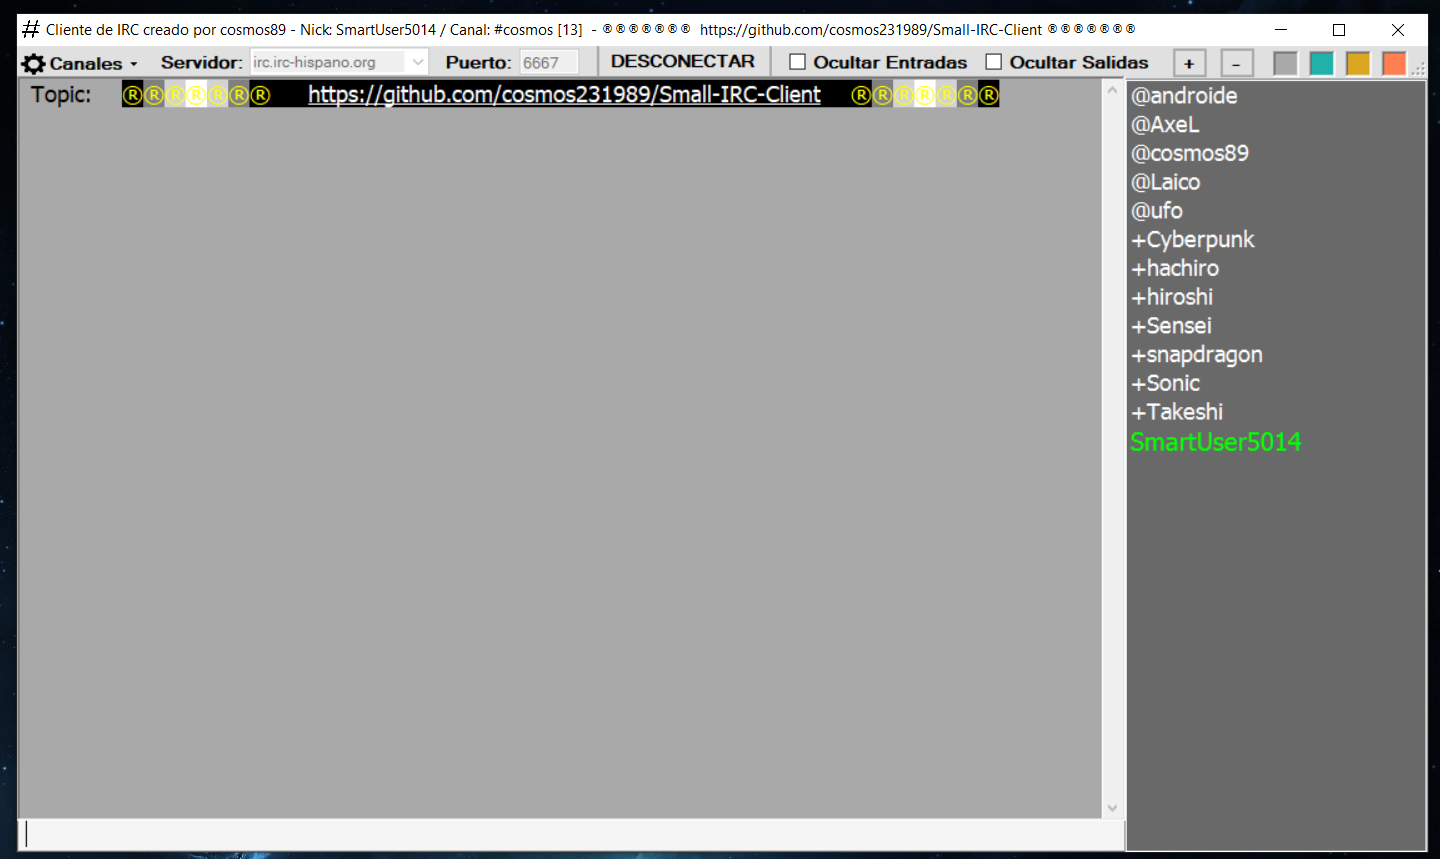 # Cliente de IRC creado por cosmos89 - Nick: SmartUser5014 / Canal: #cosmos [13] - ®®®®®®® https://github.com/cosmos231989/Small-IRC-Client ®®®®®®®
Canales Servidor: irc.irc-hispano.org Puerto: 6667 DESCONECTAR Ocultar Entradas Ocultar Salidas + -
Topic: ®®®®®®® https://github.com/cosmos231989/Small-IRC-Client ®®®®®®®
@androide
@AxeL
@cosmos89
@Laico
@ufo
+Cyberpunk
+hachiro
+hiroshi
+Sensei
+snapdragon
+Sonic
+Takeshi
SmartUser5014